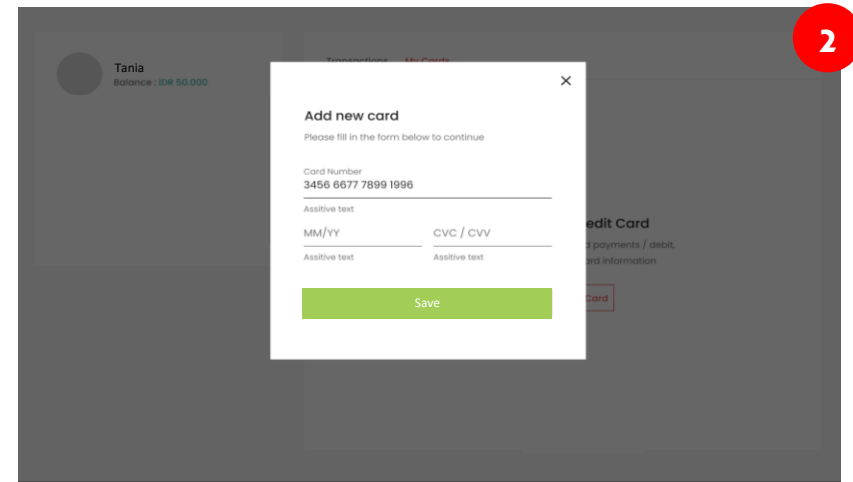 2
Tania
Balance : IDR 50.000
Transactions My Cards
Add new card
Please fill in the form below to continue
Card Number
3456 6677 7899 1996
Assitive text
MM/YY CVC / CVV
Assitive text Assitive text
Save
edit Card
d payments / debit,
ard information
Card